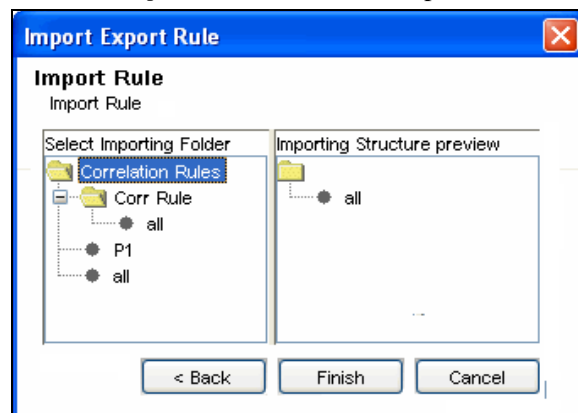 Import Export Rule
Import Rule
Import Rule
Select Importing Folder
Correlation Rules
Corr Rule
all
P1
all
Importing Structure preview
all
...
< Back
Finish
Cancel